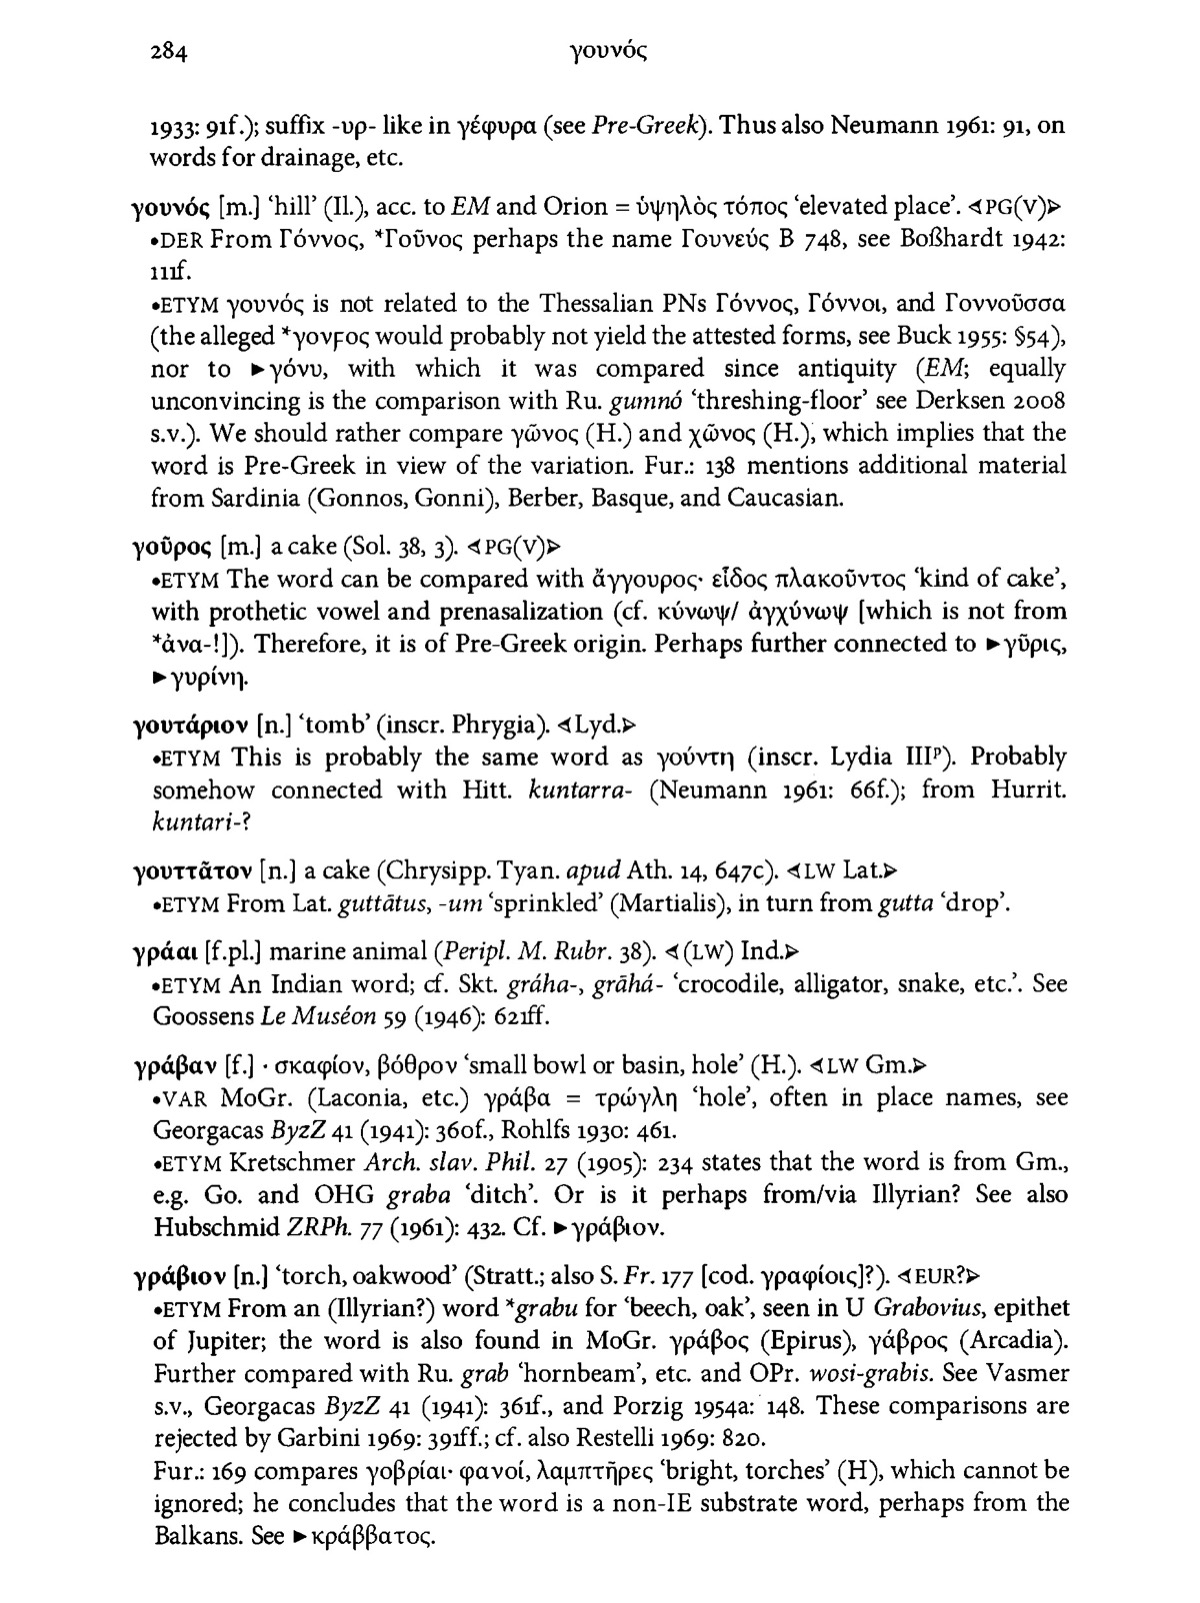 284
γουνός
1933: 91f.); suffix -υρ- like in γέφυρα (see Pre-Greek). Thus also Neumann 1961: 91, on
words for drainage, etc.
γουνός [m.] ‘hill’ (Il.), acc. to EM and Orion = ὑψηλὸς τόπος ‘elevated place’. ⊲PG(V)⊳
•DER From Γόννος, *Γοῦνος perhaps the name Γουνεύς Β 748, see Boßhardt 1942:
111f.
•ETYM γουνός is not related to the Thessalian PNs Γόννος, Γόννοι, and Γοννοῦσσα
(the alleged *γονϝος would probably not yield the attested forms, see Buck 1955: §54),
nor to ►γόνυ, with which it was compared since antiquity (EM; equally
unconvincing is the comparison with Ru. gumnó ‘threshing-floor’ see Derksen 2008
s.v.). We should rather compare γῶνος (H.) and χῶνος (H.), which implies that the
word is Pre-Greek in view of the variation. Fur.: 138 mentions additional material
from Sardinia (Gonnos, Gonni), Berber, Basque, and Caucasian.
γοῦρος [m.] a cake (Sol. 38, 3). ⊲PG(V)⊳
•ETYM The word can be compared with ἄγγουρος· εἶδος πλακοῦντος ‘kind of cake’,
with prothetic vowel and prenasalization (cf. κύνωψ/ ἀγχύνωψ [which is not from
*ἀνα-!]). Therefore, it is of Pre-Greek origin. Perhaps further connected to ►γῦρις,
►γυρίνη.
γουτάριον [n.] ‘tomb’ (inscr. Phrygia). ⊲Lyd.⊳
•ETYM This is probably the same word as γούντη (inscr. Lydia IIIᵖ). Probably
somehow connected with Hitt. kuntarra- (Neumann 1961: 66f.); from Hurrit.
kuntari-?
γουττᾶτον [n.] a cake (Chrysipp. Tyan. apud Ath. 14, 647c). ⊲LW Lat.⊳
•ETYM From Lat. guttātus, -um ‘sprinkled’ (Martialis), in turn from gutta ‘drop’.
γράαι [f.pl.] marine animal (Peripl. M. Rubr. 38). ⊲(LW) Ind.⊳
•ETYM An Indian word; cf. Skt. gráha-, grāhá- ‘crocodile, alligator, snake, etc.’. See
Goossens Le Muséon 59 (1946): 621ff.
γράβαν [f.] · σκαφίον, βόθρον ‘small bowl or basin, hole’ (H.). ⊲LW Gm.⊳
•VAR MoGr. (Laconia, etc.) γράβα = τρώγλη ‘hole’, often in place names, see
Georgacas ByzZ 41 (1941): 360f., Rohlfs 1930: 461.
•ETYM Kretschmer Arch. slav. Phil. 27 (1905): 234 states that the word is from Gm.,
e.g. Go. and OHG graba ‘ditch’. Or is it perhaps from/via Illyrian? See also
Hubschmid ZRPh. 77 (1961): 432. Cf. ►γράβιον.
γράβιον [n.] ‘torch, oakwood’ (Stratt.; also S. Fr. 177 [cod. γραφίοις]?). ⊲EUR?⊳
•ETYM From an (Illyrian?) word *grabu for ‘beech, oak’, seen in U Grabovius, epithet
of Jupiter; the word is also found in MoGr. γράβος (Epirus), γάβρος (Arcadia).
Further compared with Ru. grab ‘hornbeam’, etc. and OPr. wosi-grabis. See Vasmer
s.v., Georgacas ByzZ 41 (1941): 361f., and Porzig 1954a: 148. These comparisons are
rejected by Garbini 1969: 391ff.; cf. also Restelli 1969: 820.
Fur.: 169 compares γοβρίαι· φανοί, λαμπτῆρες ‘bright, torches’ (H), which cannot be
ignored; he concludes that the word is a non-IE substrate word, perhaps from the
Balkans. See ►κράββατος.